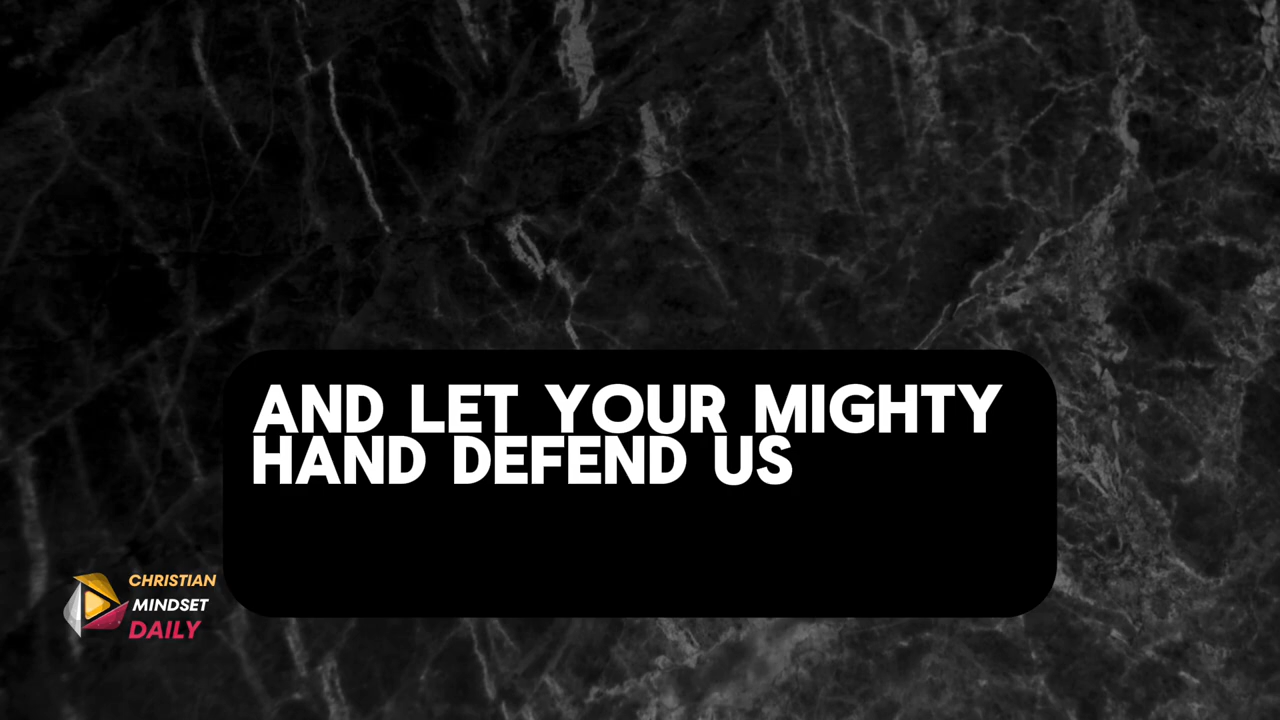 AND LET YOUR MIGHTY
HAND DEFEND US
CHRISTIAN
MINDSET
DAILY